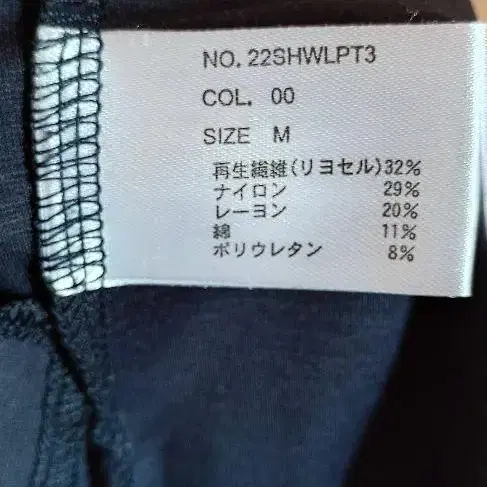 NO. 22SHWLPT3
COL. 00
SIZE M
再生繊維(リヨセル)32%
ナイロン 29%
レーヨン 20%
綿 11%
ポリウレタン 8%